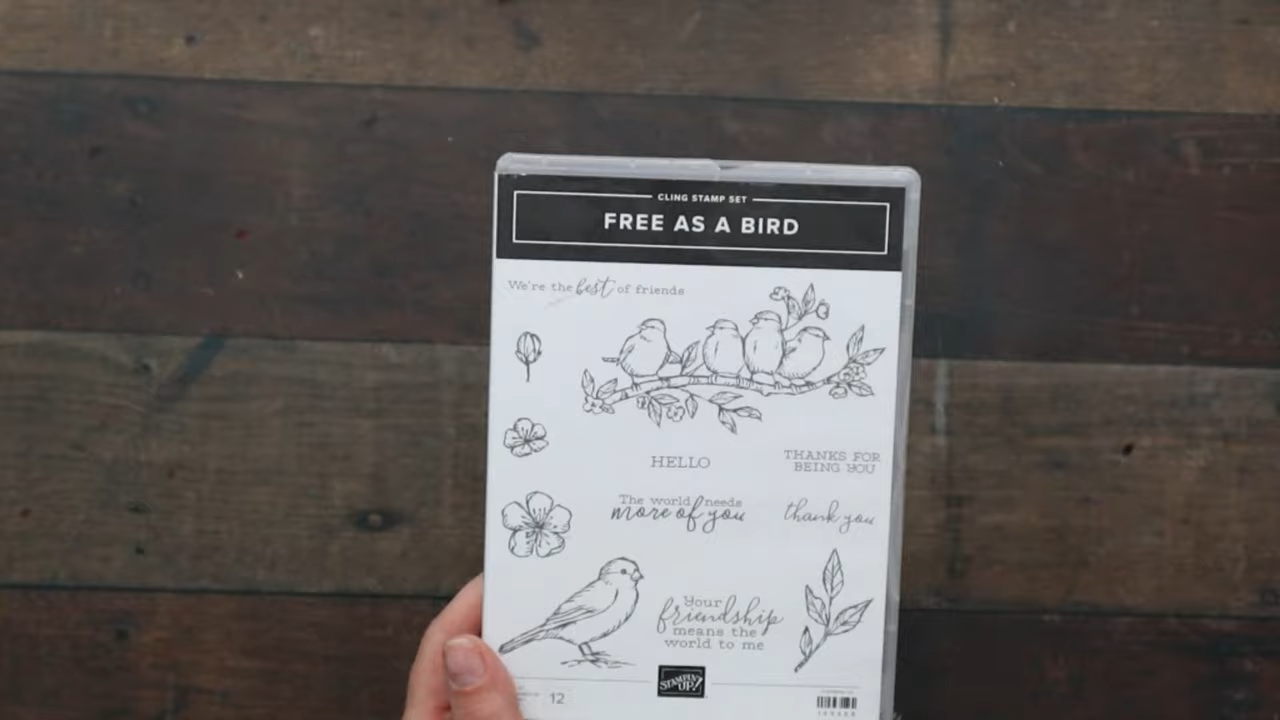 CLING STAMP SET
FREE AS A BIRD
We're the best of friends
HELLO
THANKS FOR
BEING YOU
The world needs
more of you
thank you
Your
friendship
means the
world to me
STAMPIN' UP!
12